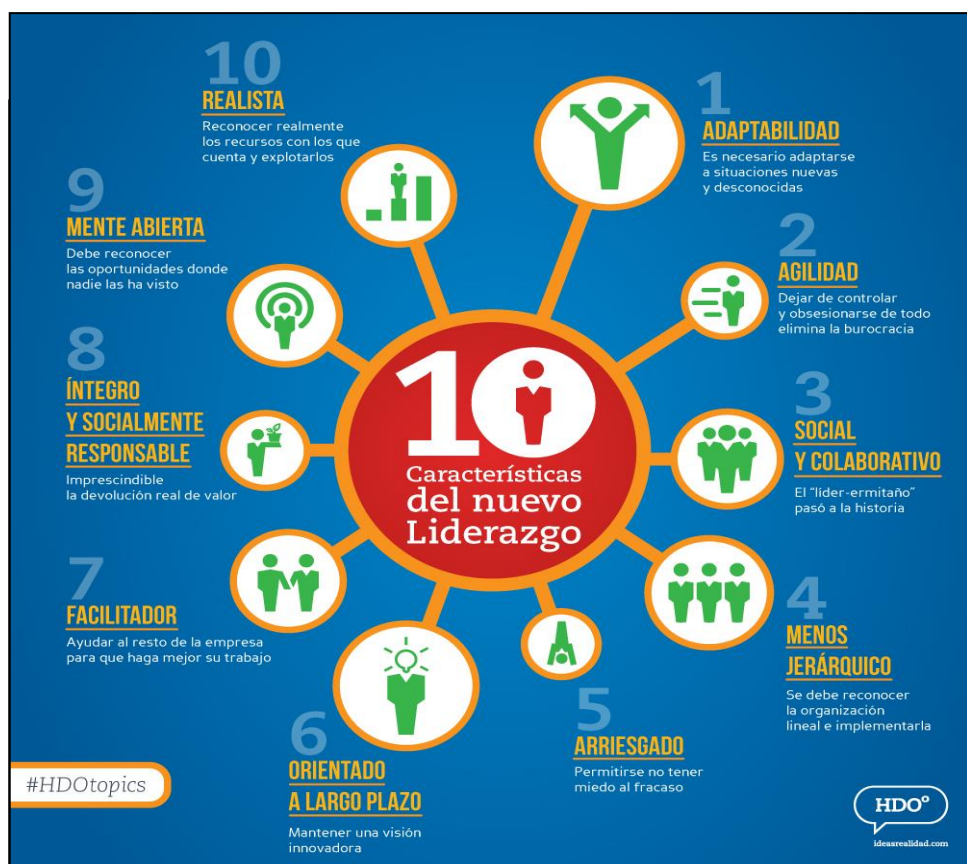 10
Características
del nuevo
Liderazgo
1
ADAPTABILIDAD
Es necesario adaptarse
a situaciones nuevas
y desconocidas
2
AGILIDAD
Dejar de controlar
y obsesionarse de todo
elimina la burocracia
3
SOCIAL
Y COLABORATIVO
El "líder-ermitaño"
pasó a la historia
4
MENOS
JERÁRQUICO
Se debe reconocer
la organización
lineal e implementarla
5
ARRIESGADO
Permitirse no tener
miedo al fracaso
6
ORIENTADO
A LARGO PLAZO
Mantener una visión
innovadora
7
FACILITADOR
Ayudar al resto de la empresa
para que haga mejor su trabajo
8
ÍNTEGRO
Y SOCIALMENTE
RESPONSABLE
Imprescindible
la devolución real de valor
9
MENTE ABIERTA
Debe reconocer
las oportunidades donde
nadie las ha visto
10
REALISTA
Reconocer realmente
los recursos con los que
cuenta y explotarlos
#HDOtopics
HDOº
ideasrealidad.com